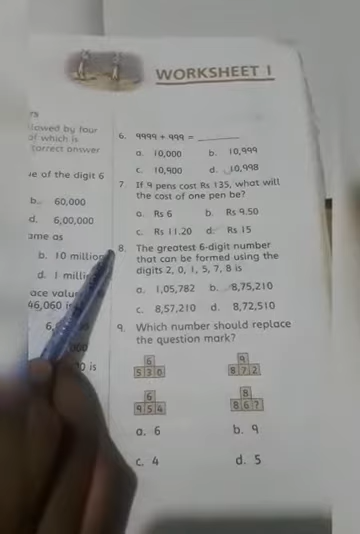 WORKSHEET 1
lowed by four
of which is
correct answer
ue of the digit 6
b. 60,000
d. 6,00,000
ame as
b. 10 million
d. 1 milli
ace value
46,060 i
6,
000
0 is
6. 9999 + 999 = ______
a. 10,000 b. 10,999
c. 10,900 d. 10,998
7. If 9 pens cost Rs 135, what will
the cost of one pen be?
a. Rs 6 b. Rs 9.50
c. Rs 11.20 d. Rs 15
8. The greatest 6-digit number
that can be formed using the
digits 2, 0, 1, 5, 7, 8 is
a. 1,05,782 b. 8,75,210
c. 8,57,210 d. 8,72,510
9. Which number should replace
the question mark?
6 9
5 3 0 8 7 2
6 8
9 5 4 8 6 ?
a. 6 b. 9
c. 4 d. 5